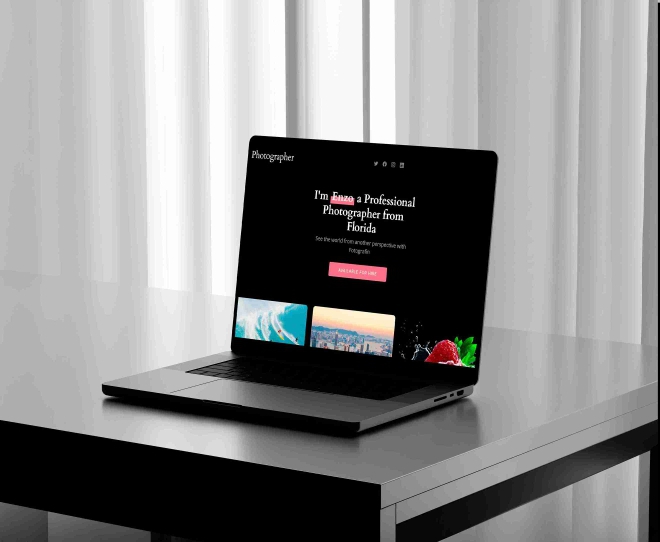 Photographer
I'm Enzo a Professional
Photographer from
Florida
See the world from another perspective with
Fotografin
AVAILABLE FOR HIRE